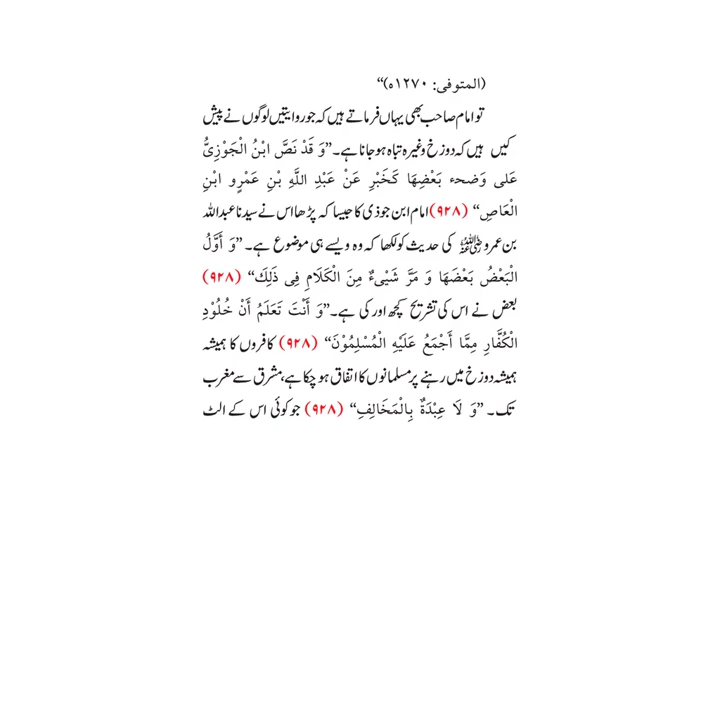 (المتوفی: ۱۲۷۰ہ)“
تو امام صاحب بھی یہاں فرماتے ہیں کہ جو روایتیں لوگوں نے پیش
کیں ہیں کہ دوزخ وغیرہ تباہ ہو جانا ہے۔ ”وَ قَدْ نَصَّ ابْنُ الْجَوْزِيُّ
عَلى وَضحء بَعْضِهَا كَخَبْرِ عَنْ عَبْدِ اللَّهِ بْنِ عَمْرِو ابْنِ
الْعَاصِ“ (۹۲۸) امام ابن جوذی کا جیسا کہ پڑھا اس نے سیدنا عبداللہ
بن عمرو رضی اللہ عنہ کی حدیث کو لکھا کہ وہ ویسے ہی موضوع ہے۔ ”وَ أَوَّلُ
الْبَعْضُ بَعْضَهَا وَ مَرَّ شَيْءٌ مِنَ الْكَلَامِ فِى ذَلِكَ“ (۹۲۸)
بعض نے اس کی تشریح کچھ اور کی ہے۔ ”وَ أَنْتَ تَعَلَمُ أَنْ خُلُوْدِ
الْكُفَّارِ مِمَّا أَجْمَعُ عَلَيْهِ الْمُسْلِمُوْنَ“ (۹۲۸) کافروں کا ہمیشہ
ہمیشہ دوزخ میں رہنے پر مسلمانوں کا اتفاق ہو چکا ہے، مشرق سے مغرب
تک۔ ”وَ لَا عِبْدَةٌ بِالْمَخَالِفِ“ (۹۲۸) جو کوئی اس کے الٹ